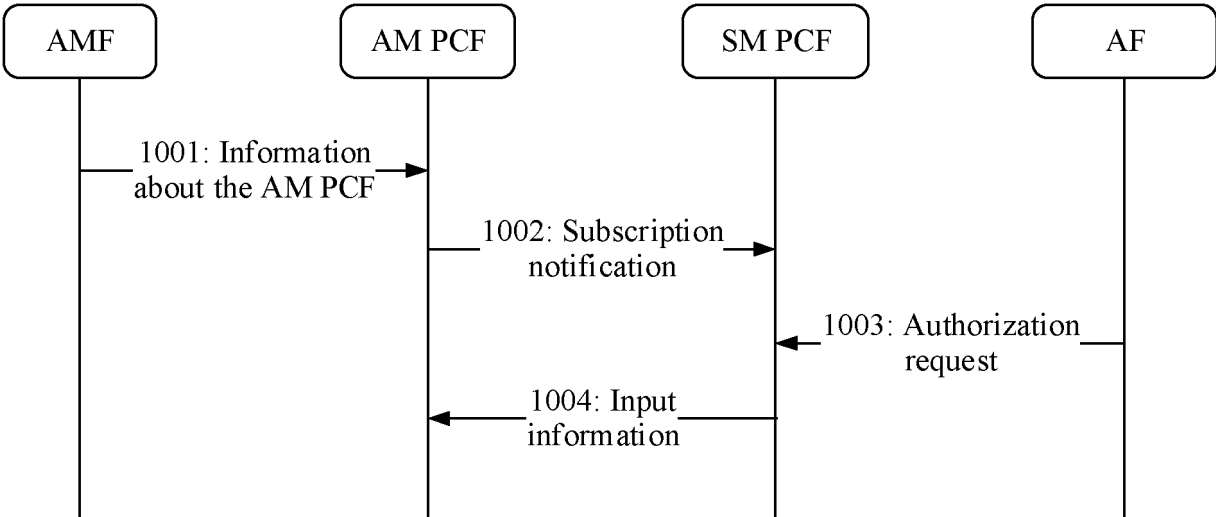 AMF
AM PCF
SM PCF
AF
1001: Information
about the AM PCF
1002: Subscription
notification
1003: Authorization
request
1004: Input
information